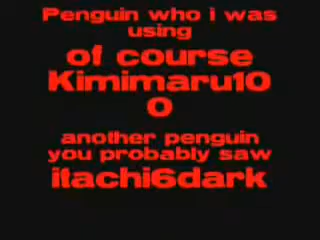 Penguin who i was
using
of course
Kimimaru10
0
another penguin
you probably saw
itachi6dark